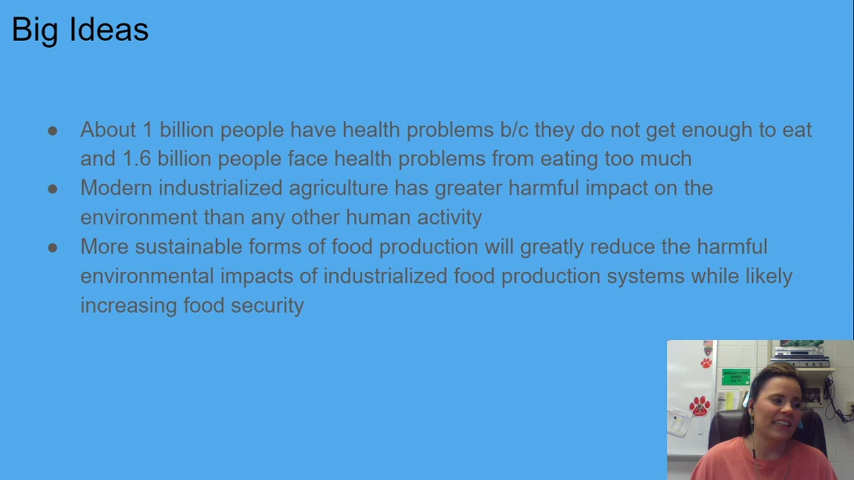 Big Ideas
● About 1 billion people have health problems b/c they do not get enough to eat
and 1.6 billion people face health problems from eating too much
● Modern industrialized agriculture has greater harmful impact on the
environment than any other human activity
● More sustainable forms of food production will greatly reduce the harmful
environmental impacts of industrialized food production systems while likely
increasing food security